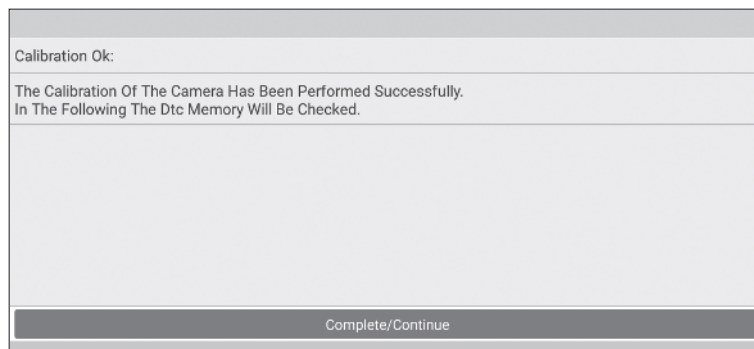 Calibration Ok:
The Calibration Of The Camera Has Been Performed Successfully.
In The Following The Dtc Memory Will Be Checked.
Complete/Continue